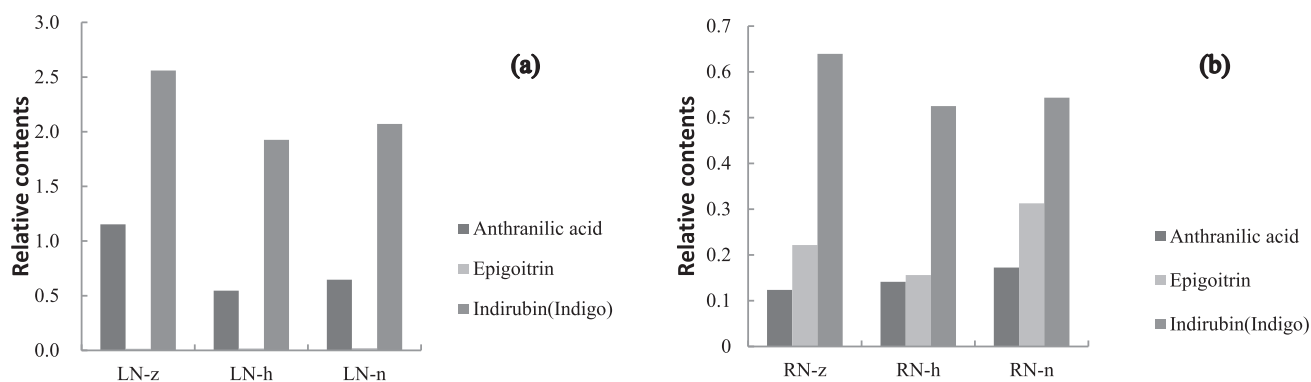 3.0
2.5
2.0
1.5
1.0
0.5
0.0
Relative contents
LN-z
LN-h
LN-n
(a)
Anthranilic acid
Epigoitrin
Indirubin(Indigo)
0.7
0.6
0.5
0.4
0.3
0.2
0.1
0
Relative contents
RN-z
RN-h
RN-n
(b)
Anthranilic acid
Epigoitrin
Indirubin(Indigo)